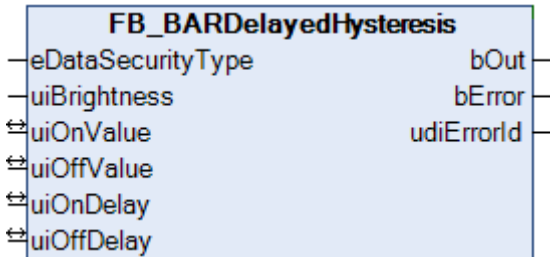 FB_BARDelayedHysteresis
eDataSecurityType bOut
uiBrightness bError
uiOnValue udiErrorId
uiOffValue
uiOnDelay
uiOffDelay